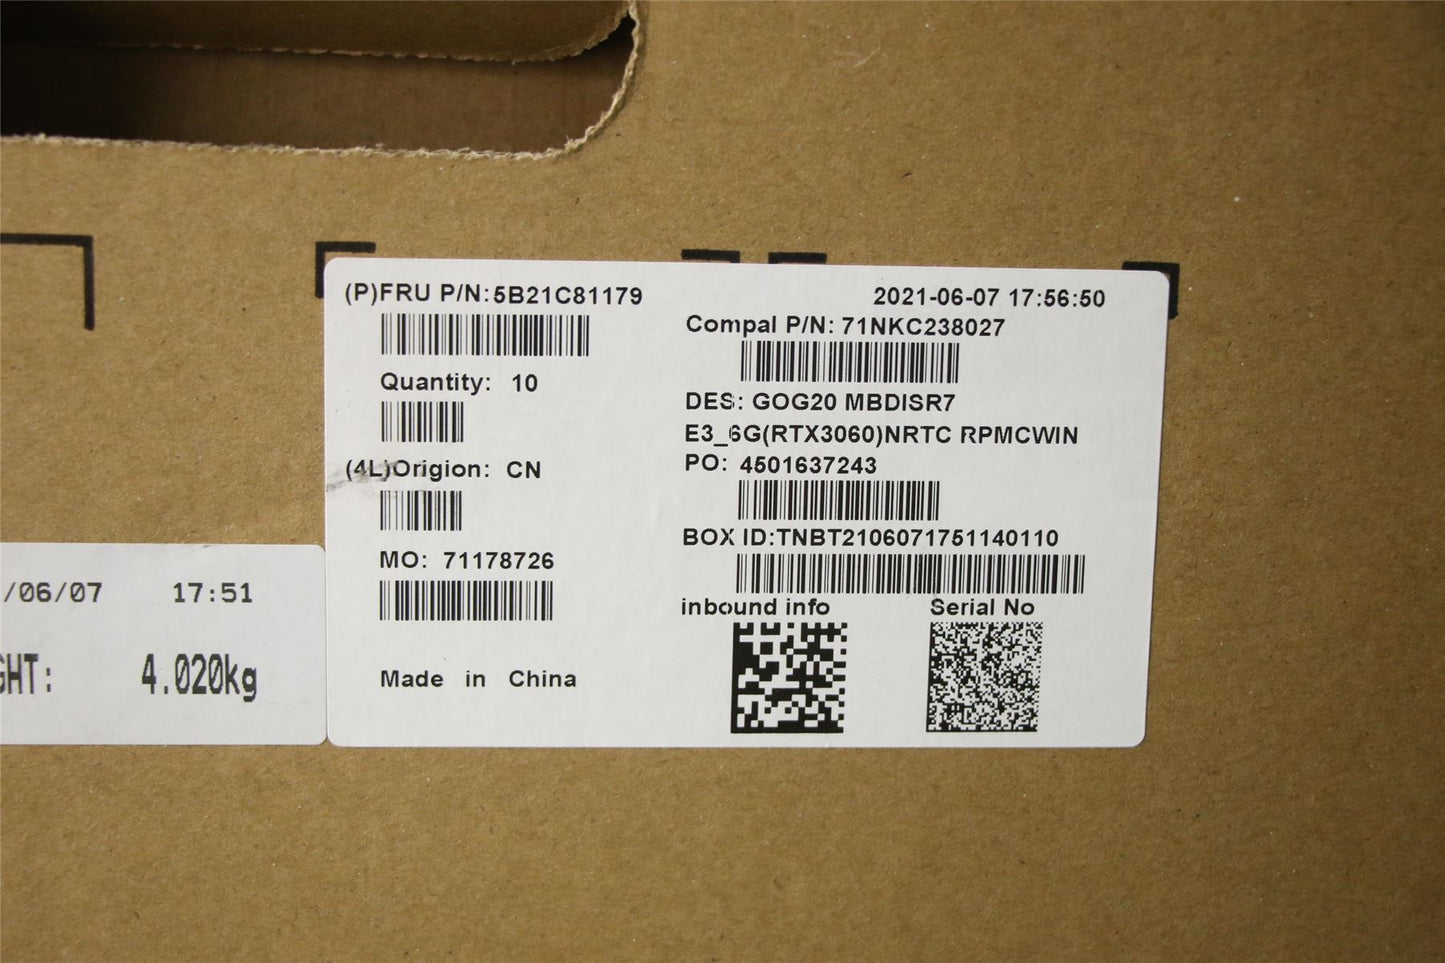 (P)FRU P/N:5B21C81179
2021-06-07 17:56:50
Compal P/N: 71NKC238027
Quantity: 10
DES: GOG20 MBDISR7
E3_6G(RTX3060)NRTC RPMCWIN
(4L)Origion: CN
PO: 4501637243
BOX ID:TNBT2106071751140110
MO: 71178726
inbound info
Serial No
Made in China
/06/07 17:51
GHT: 4.020kg